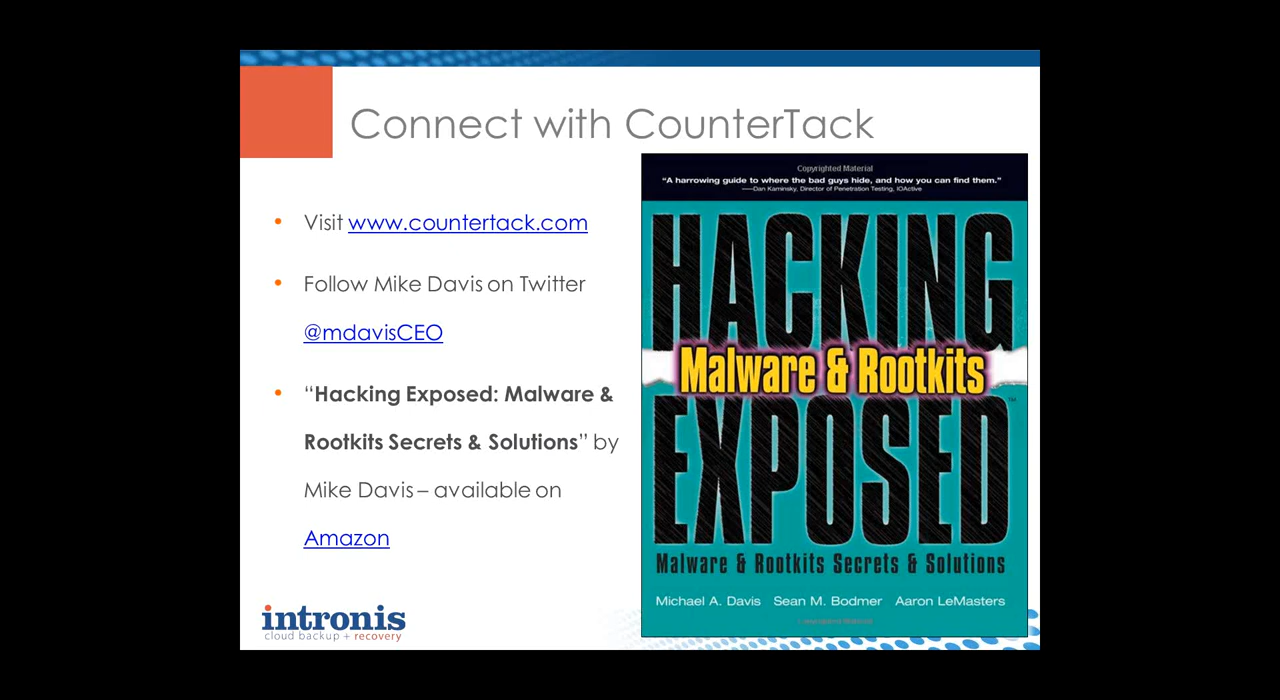 Connect with CounterTack
• Visit www.countertack.com
• Follow Mike Davis on Twitter
@mdavisCEO
• “Hacking Exposed: Malware &
Rootkits Secrets & Solutions” by
Mike Davis – available on
Amazon
Copyrighted Material
“A harrowing guide to where the bad guys hide, and how you can find them.”
—Dan Kaminsky, Director of Penetration Testing, IOActive
HACKING
Malware & Rootkits
EXPOSED™
Malware & Rootkits Secrets & Solutions
Michael A. Davis Sean M. Bodmer Aaron LeMasters
Copyrighted Material
intronis
cloud backup + recovery